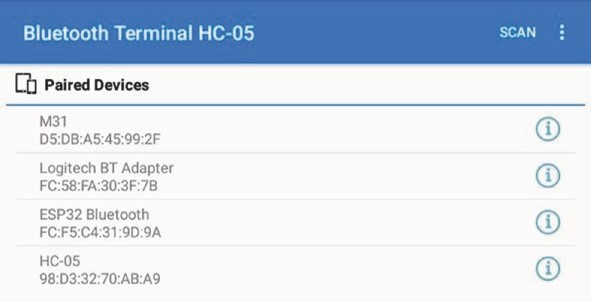 Bluetooth Terminal HC-05
SCAN
Paired Devices
M31
D5:DB:A5:45:99:2F
Logitech BT Adapter
FC:58:FA:30:3F:7B
ESP32 Bluetooth
FC:F5:C4:31:9D:9A
HC-05
98:D3:32:70:AB:A9